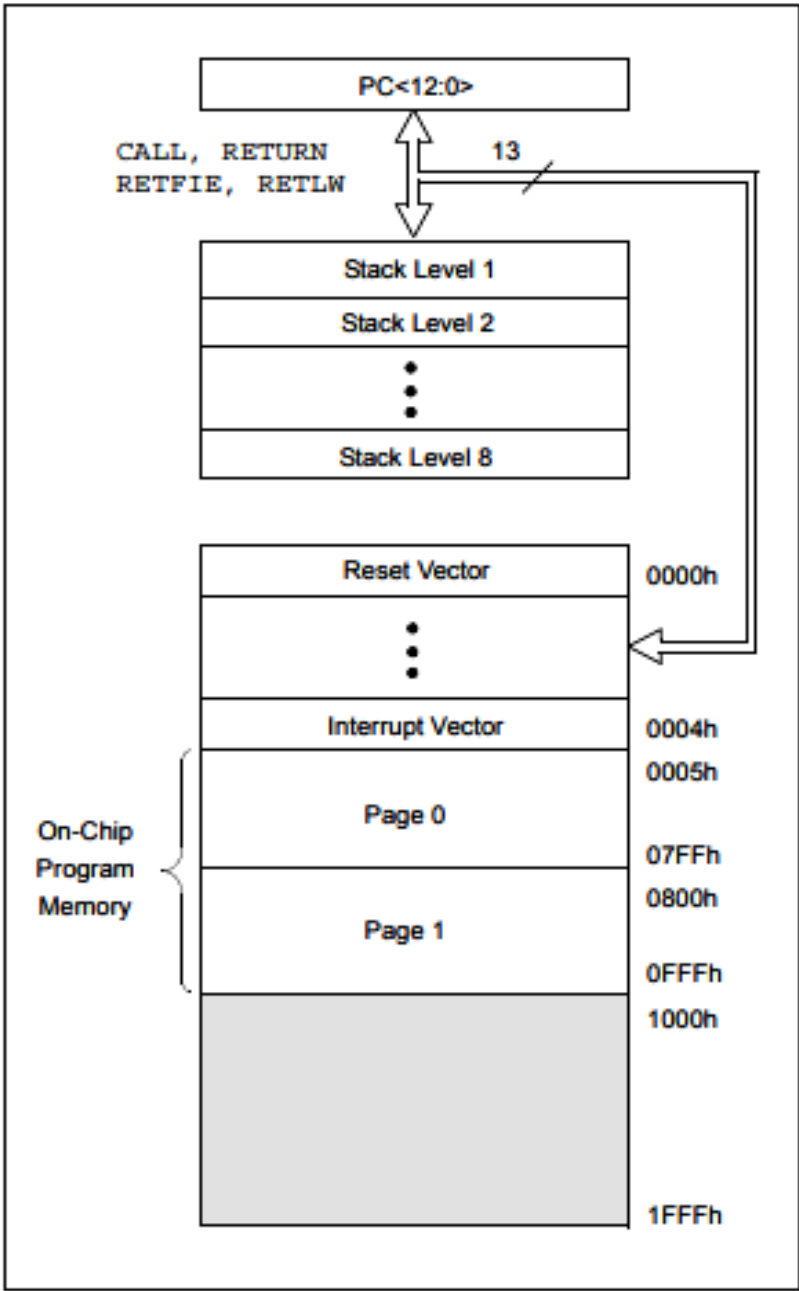 PC<12:0>
CALL, RETURN
RETFIE, RETLW
13
Stack Level 1
Stack Level 2
Stack Level 8
Reset Vector
0000h
Interrupt Vector
0004h
0005h
Page 0
07FFh
On-Chip
Program
Memory
0800h
Page 1
0FFFh
1000h
1FFFh